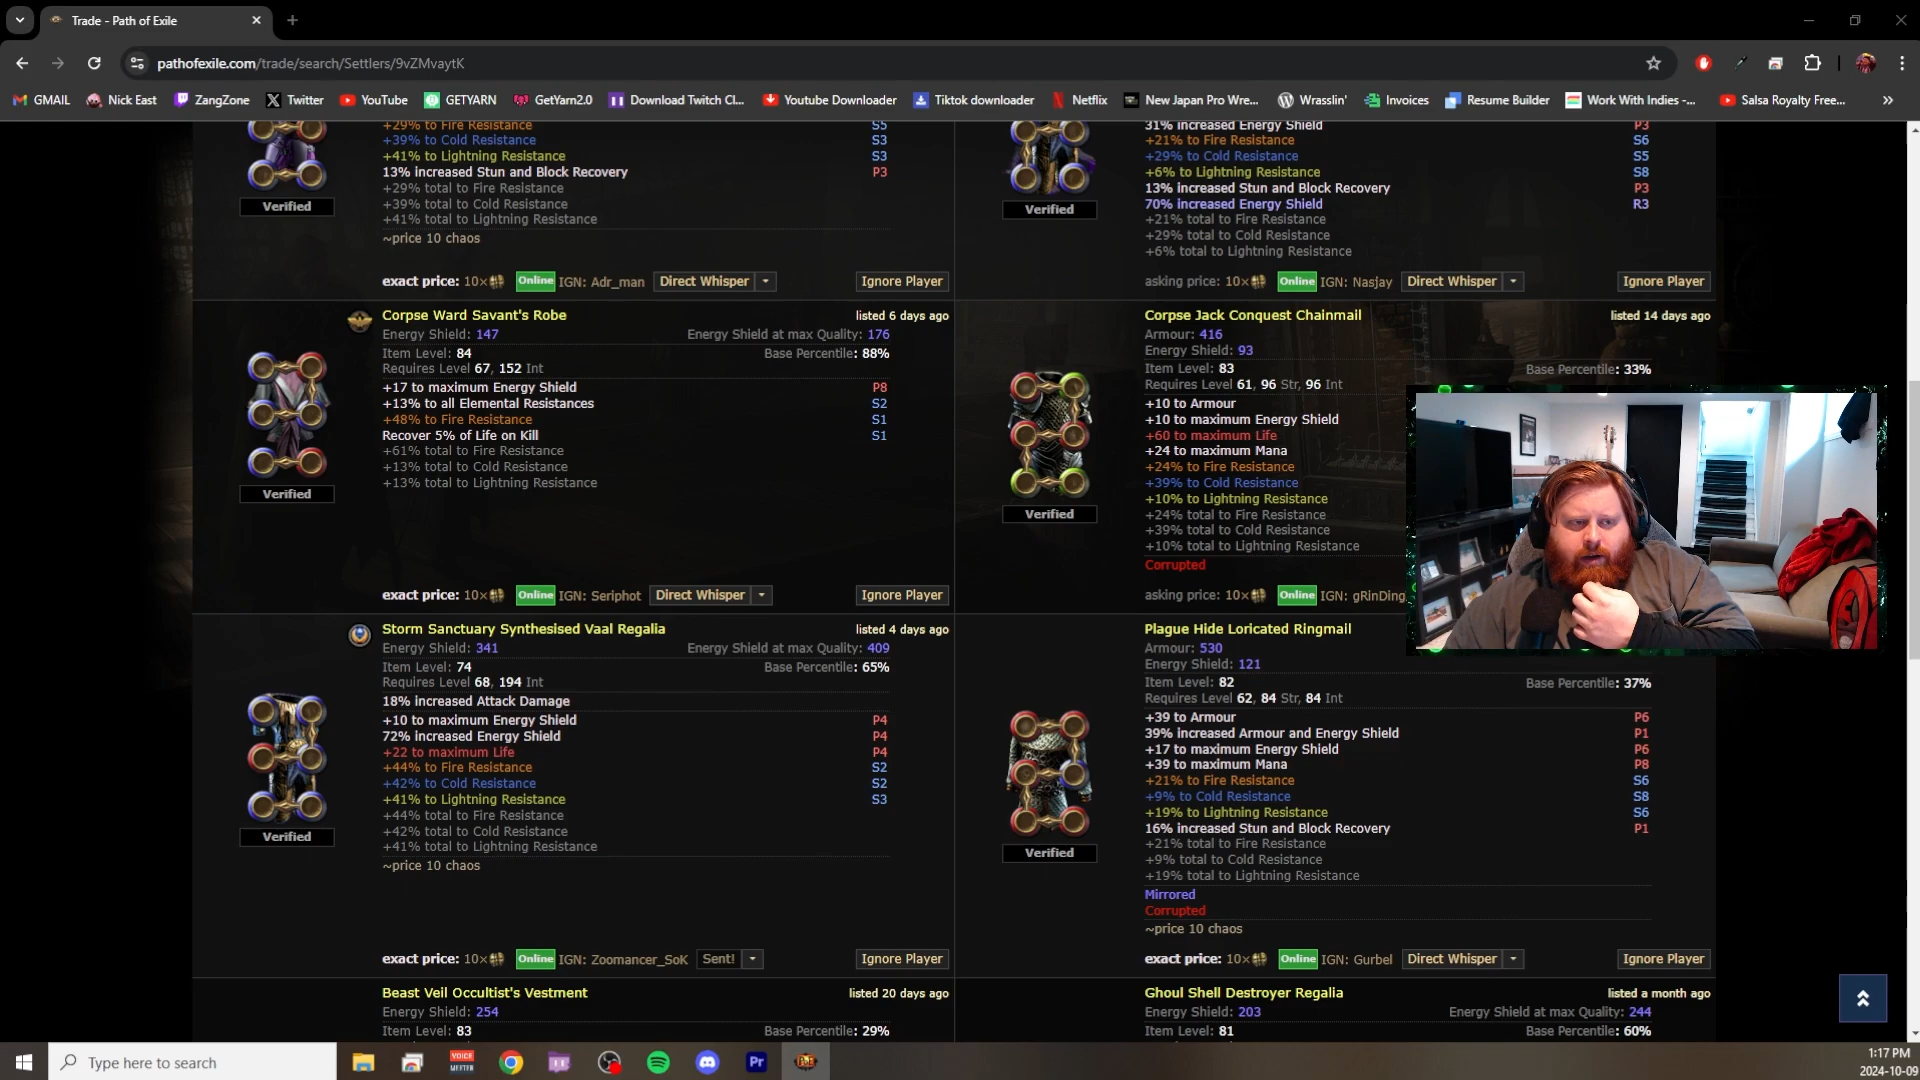 Trade - Path of Exile
pathofexile.com/trade/search/Settlers/9vZMvaytK
GMAIL Nick East ZangZone Twitter YouTube GETYARN GetYarn2.0 Download Twitch Cl... Youtube Downloader Tiktok downloader Netflix New Japan Pro Wre... Wrasslin' Invoices Resume Builder Work With Indies -... Salsa Royalty Free...
+29% to Fire Resistance S5
+39% to Cold Resistance S3
+41% to Lightning Resistance S3
13% increased Stun and Block Recovery P3
+29% total to Fire Resistance
+39% total to Cold Resistance
+41% total to Lightning Resistance
~price 10 chaos
Verified
exact price: 10× Online IGN: Adr_man Direct Whisper Ignore Player
31% increased Energy Shield P3
+21% to Fire Resistance S6
+29% to Cold Resistance S5
+6% to Lightning Resistance S8
13% increased Stun and Block Recovery P3
70% increased Energy Shield R3
+21% total to Fire Resistance
+29% total to Cold Resistance
+6% total to Lightning Resistance
Verified
asking price: 10× Online IGN: Nasjay Direct Whisper Ignore Player
Corpse Ward Savant's Robe listed 6 days ago
Energy Shield: 147 Energy Shield at max Quality: 176
Item Level: 84 Base Percentile: 88%
Requires Level 67, 152 Int
+17 to maximum Energy Shield P8
+13% to all Elemental Resistances S2
+48% to Fire Resistance S1
Recover 5% of Life on Kill S1
+61% total to Fire Resistance
+13% total to Cold Resistance
+13% total to Lightning Resistance
Verified
exact price: 10× Online IGN: Seriphot Direct Whisper Ignore Player
Corpse Jack Conquest Chainmail listed 14 days ago
Armour: 416
Energy Shield: 93
Item Level: 83 Base Percentile: 33%
Requires Level 61, 96 Str, 96 Int
+10 to Armour
+10 to maximum Energy Shield
+60 to maximum Life
+24 to maximum Mana
+24% to Fire Resistance
+39% to Cold Resistance
+10% to Lightning Resistance
+24% total to Fire Resistance
+39% total to Cold Resistance
+10% total to Lightning Resistance
Corrupted
Verified
asking price: 10× Online IGN: gRinDing
Storm Sanctuary Synthesised Vaal Regalia listed 4 days ago
Energy Shield: 341 Energy Shield at max Quality: 409
Item Level: 74 Base Percentile: 65%
Requires Level 68, 194 Int
18% increased Attack Damage
+10 to maximum Energy Shield P4
72% increased Energy Shield P4
+22 to maximum Life P4
+44% to Fire Resistance S2
+42% to Cold Resistance S2
+41% to Lightning Resistance S3
+44% total to Fire Resistance
+42% total to Cold Resistance
+41% total to Lightning Resistance
~price 10 chaos
Verified
exact price: 10× Online IGN: Zoomancer_SoK Sent! Ignore Player
Plague Hide Loricated Ringmail
Armour: 530
Energy Shield: 121
Item Level: 82 Base Percentile: 37%
Requires Level 62, 84 Str, 84 Int
+39 to Armour P6
39% increased Armour and Energy Shield P1
+17 to maximum Energy Shield P6
+39 to maximum Mana P8
+21% to Fire Resistance S6
+9% to Cold Resistance S8
+19% to Lightning Resistance S6
16% increased Stun and Block Recovery P1
+21% total to Fire Resistance
+9% total to Cold Resistance
+19% total to Lightning Resistance
Mirrored
Corrupted
~price 10 chaos
Verified
exact price: 10× Online IGN: Gurbel Direct Whisper Ignore Player
Beast Veil Occultist's Vestment listed 20 days ago
Energy Shield: 254
Item Level: 83 Base Percentile: 29%
Ghoul Shell Destroyer Regalia listed a month ago
Energy Shield: 203 Energy Shield at max Quality: 244
Item Level: 81 Base Percentile: 60%
Type here to search
VOICE MEETER
Pr
1:17 PM
2024-10-09